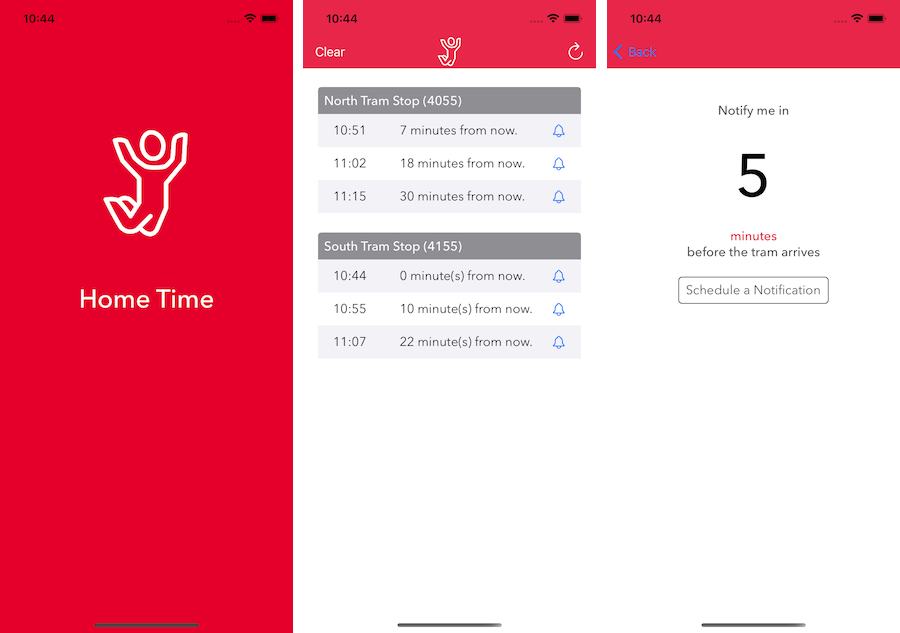 10:44
Home Time
10:44
Clear
North Tram Stop (4055)
10:51 7 minutes from now.
11:02 18 minutes from now.
11:15 30 minutes from now.
South Tram Stop (4155)
10:44 0 minute(s) from now.
10:55 10 minute(s) from now.
11:07 22 minute(s) from now.
10:44
Back
Notify me in
5
minutes
before the tram arrives
Schedule a Notification